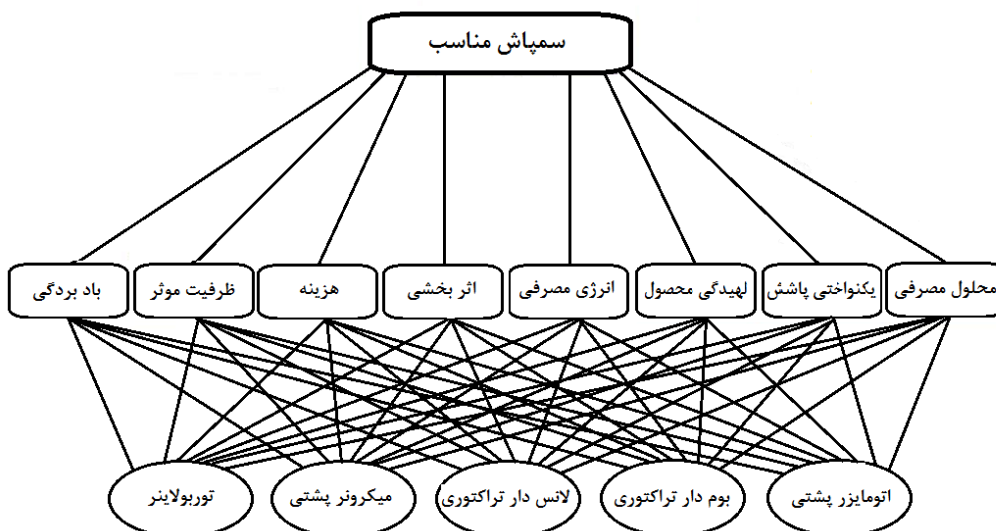 سمپاش مناسب
محلول مصرفی
یکنواختی پاشش
لهیدگی محصول
انرژی مصرفی
اثر بخشی
هزینه
ظرفیت موثر
باد بردگی
اتومایزر پشتی
بوم دار تراکتوری
لانس دار تراکتوری
میکرونر پشتی
توربولاینر